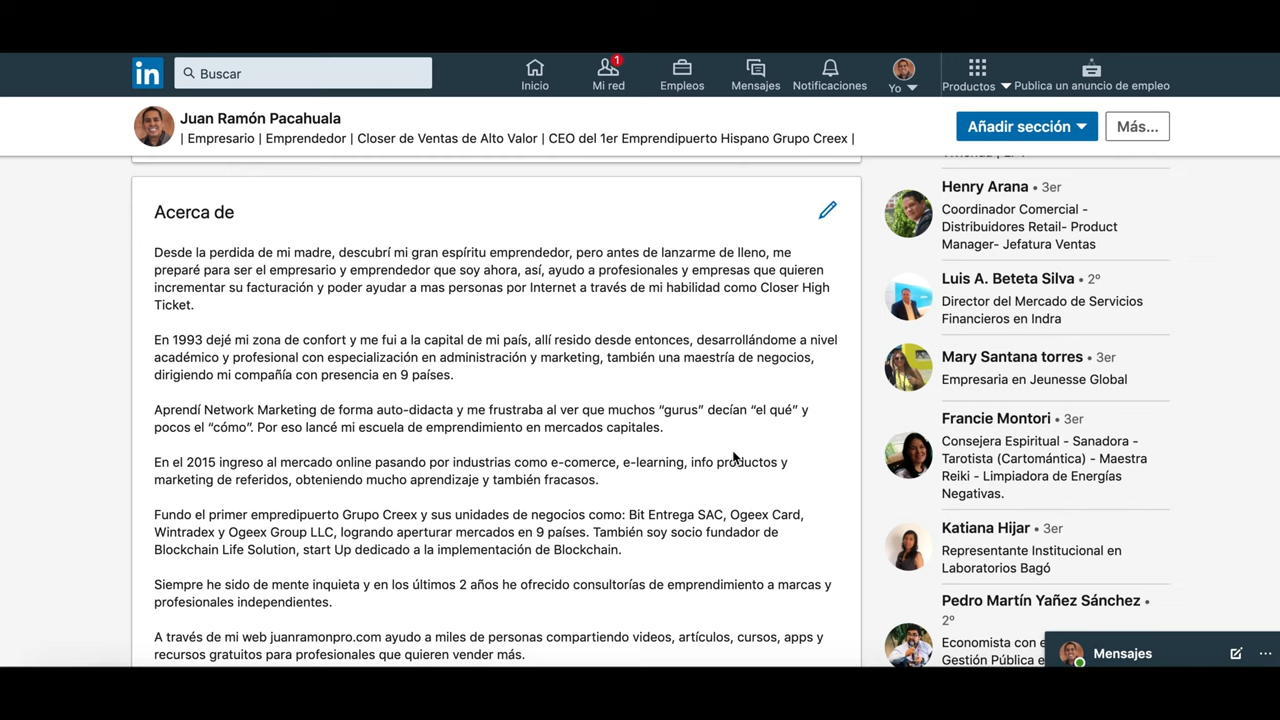 in
Buscar
Inicio
1
Mi red
Empleos
Mensajes
Notificaciones
Yo
Productos
Publica un anuncio de empleo
Juan Ramón Pacahuala
| Empresario | Emprendedor | Closer de Ventas de Alto Valor | CEO del 1er Emprendipuerto Hispano Grupo Creex |
Añadir sección
Más...
Acerca de
Desde la perdida de mi madre, descubrí mi gran espíritu emprendedor, pero antes de lanzarme de lleno, me
preparé para ser el empresario y emprendedor que soy ahora, así, ayudo a profesionales y empresas que quieren
incrementar su facturación y poder ayudar a mas personas por Internet a través de mi habilidad como Closer High
Ticket.
En 1993 dejé mi zona de confort y me fui a la capital de mi país, allí resido desde entonces, desarrollándome a nivel
académico y profesional con especialización en administración y marketing, también una maestría de negocios,
dirigiendo mi compañía con presencia en 9 países.
Aprendí Network Marketing de forma auto-didacta y me frustraba al ver que muchos “gurus” decían “el qué” y
pocos el “cómo”. Por eso lancé mi escuela de emprendimiento en mercados capitales.
En el 2015 ingreso al mercado online pasando por industrias como e-comerce, e-learning, info productos y
marketing de referidos, obteniendo mucho aprendizaje y también fracasos.
Fundo el primer empredipuerto Grupo Creex y sus unidades de negocios como: Bit Entrega SAC, Ogeex Card,
Wintradex y Ogeex Group LLC, logrando aperturar mercados en 9 países. También soy socio fundador de
Blockchain Life Solution, start Up dedicado a la implementación de Blockchain.
Siempre he sido de mente inquieta y en los últimos 2 años he ofrecido consultorías de emprendimiento a marcas y
profesionales independientes.
A través de mi web juanramonpro.com ayudo a miles de personas compartiendo videos, artículos, cursos, apps y
recursos gratuitos para profesionales que quieren vender más.
Henry Arana • 3er
Coordinador Comercial -
Distribuidores Retail- Product
Manager- Jefatura Ventas
Luis A. Beteta Silva • 2º
Director del Mercado de Servicios
Financieros en Indra
Mary Santana torres • 3er
Empresaria en Jeunesse Global
Francie Montori • 3er
Consejera Espiritual - Sanadora -
Tarotista (Cartomántica) - Maestra
Reiki - Limpiadora de Energías
Negativas.
Katiana Hijar • 3er
Representante Institucional en
Laboratorios Bagó
Pedro Martín Yañez Sánchez •
2º
Economista con e
Gestión Pública e
Mensajes